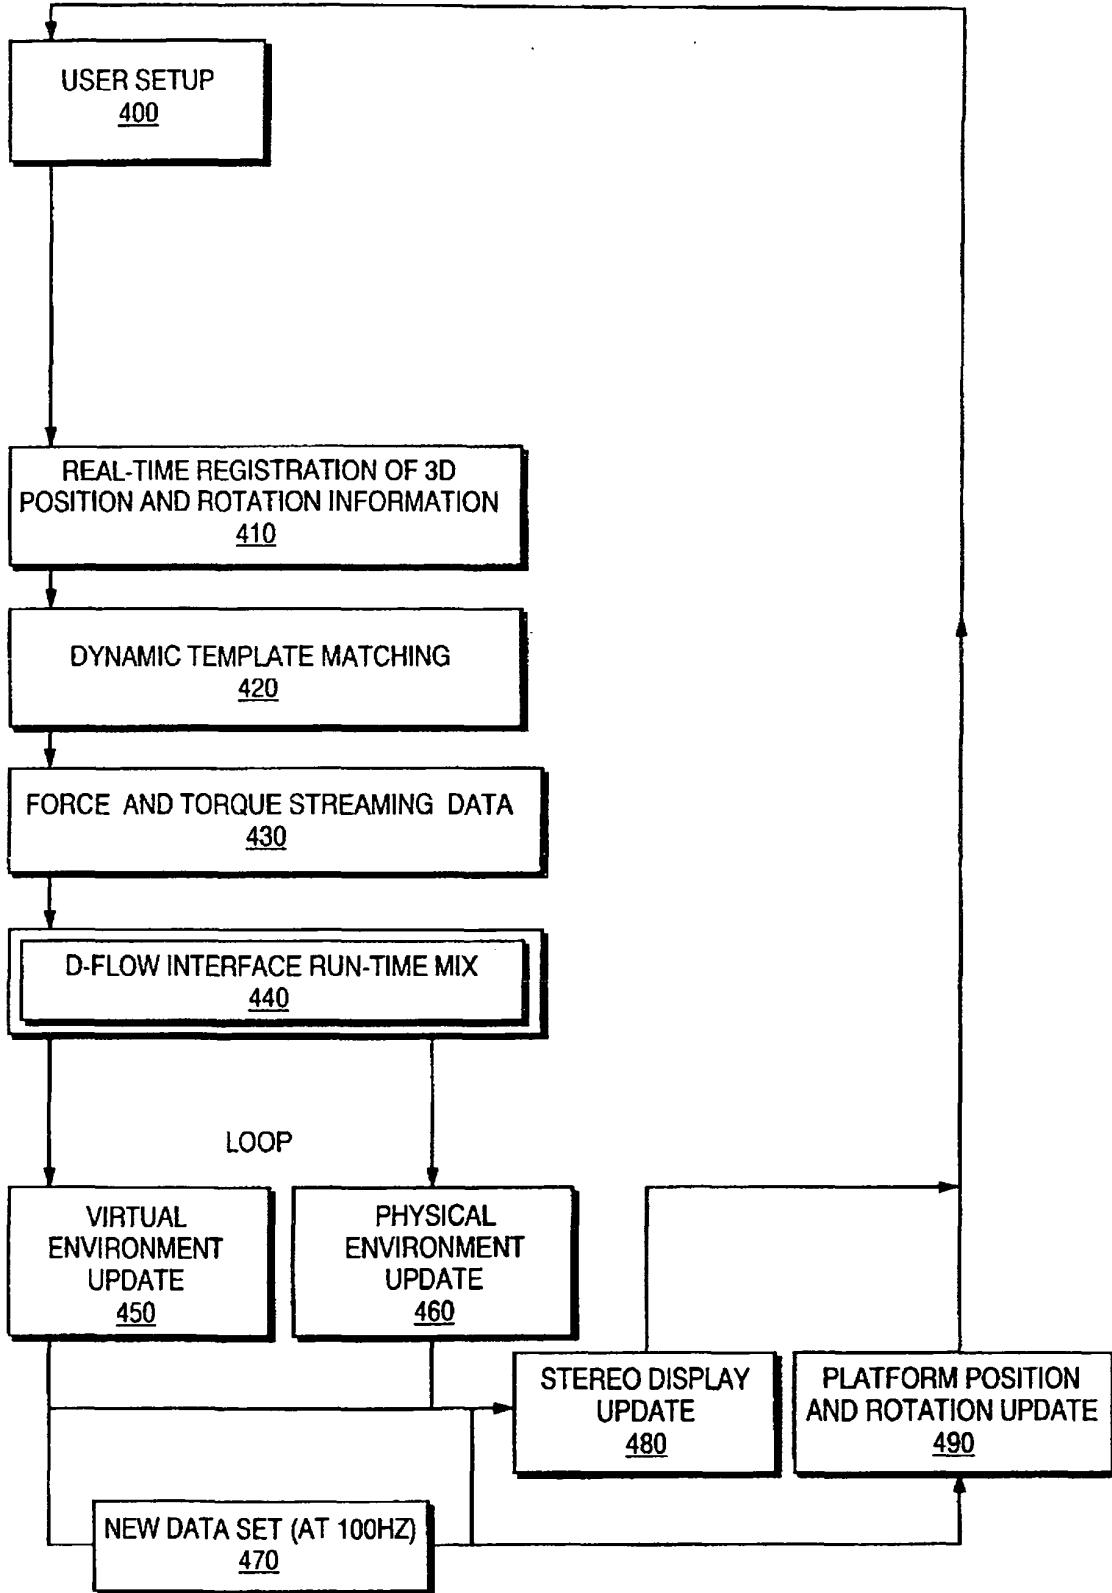 USER SETUP
400
REAL-TIME REGISTRATION OF 3D
POSITION AND ROTATION INFORMATION
410
DYNAMIC TEMPLATE MATCHING
420
FORCE AND TORQUE STREAMING DATA
430
D-FLOW INTERFACE RUN-TIME MIX
440
LOOP
VIRTUAL
ENVIRONMENT
UPDATE
450
PHYSICAL
ENVIRONMENT
UPDATE
460
STEREO DISPLAY
UPDATE
480
PLATFORM POSITION
AND ROTATION UPDATE
490
NEW DATA SET (AT 100HZ)
470